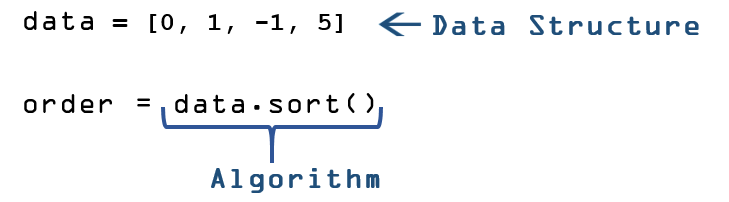 data = [0, 1, -1, 5] Data Structure
order = data.sort()
Algorithm